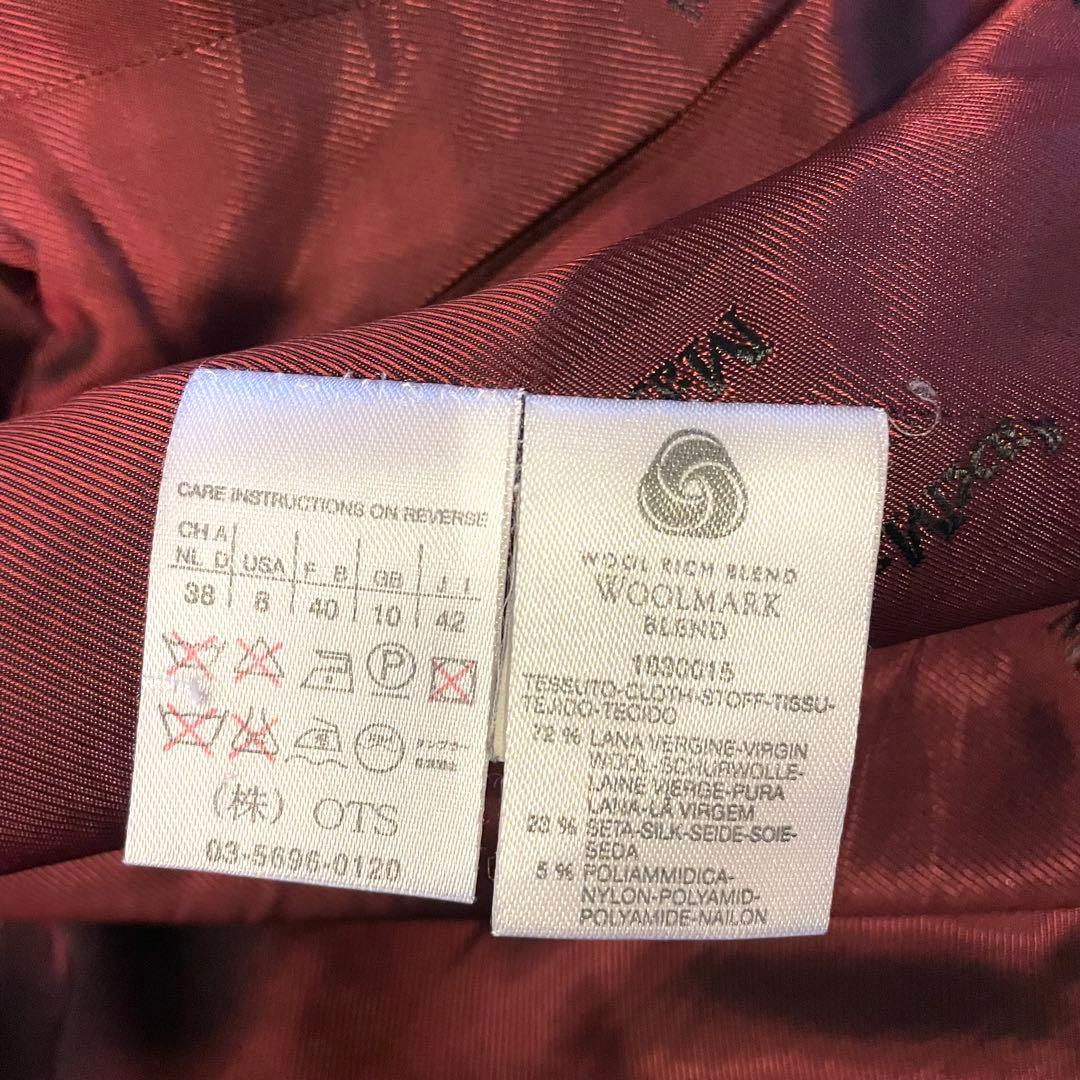 CARE INSTRUCTIONS ON REVERSE
CH A
NL D USA F B GB J I
38 8 40 10 42
P
(株) OTS
03-5696-0120
WOOL RICH BLEND
WOOLMARK
BLEND
1030015
TESSUTO-CLOTH-STOFF-TISSU-
TEJIDO-TECIDO
72 % LANA VERGINE-VIRGIN
WOOL-SCHURWOLLE-
LAINE VIERGE-PURA
LANA-LÃ VIRGEM
23 % SETA-SILK-SEIDE-SOIE-
SEDA
5 % POLIAMMIDICA-
NYLON-POLYAMID-
POLYAMIDE-NAILON